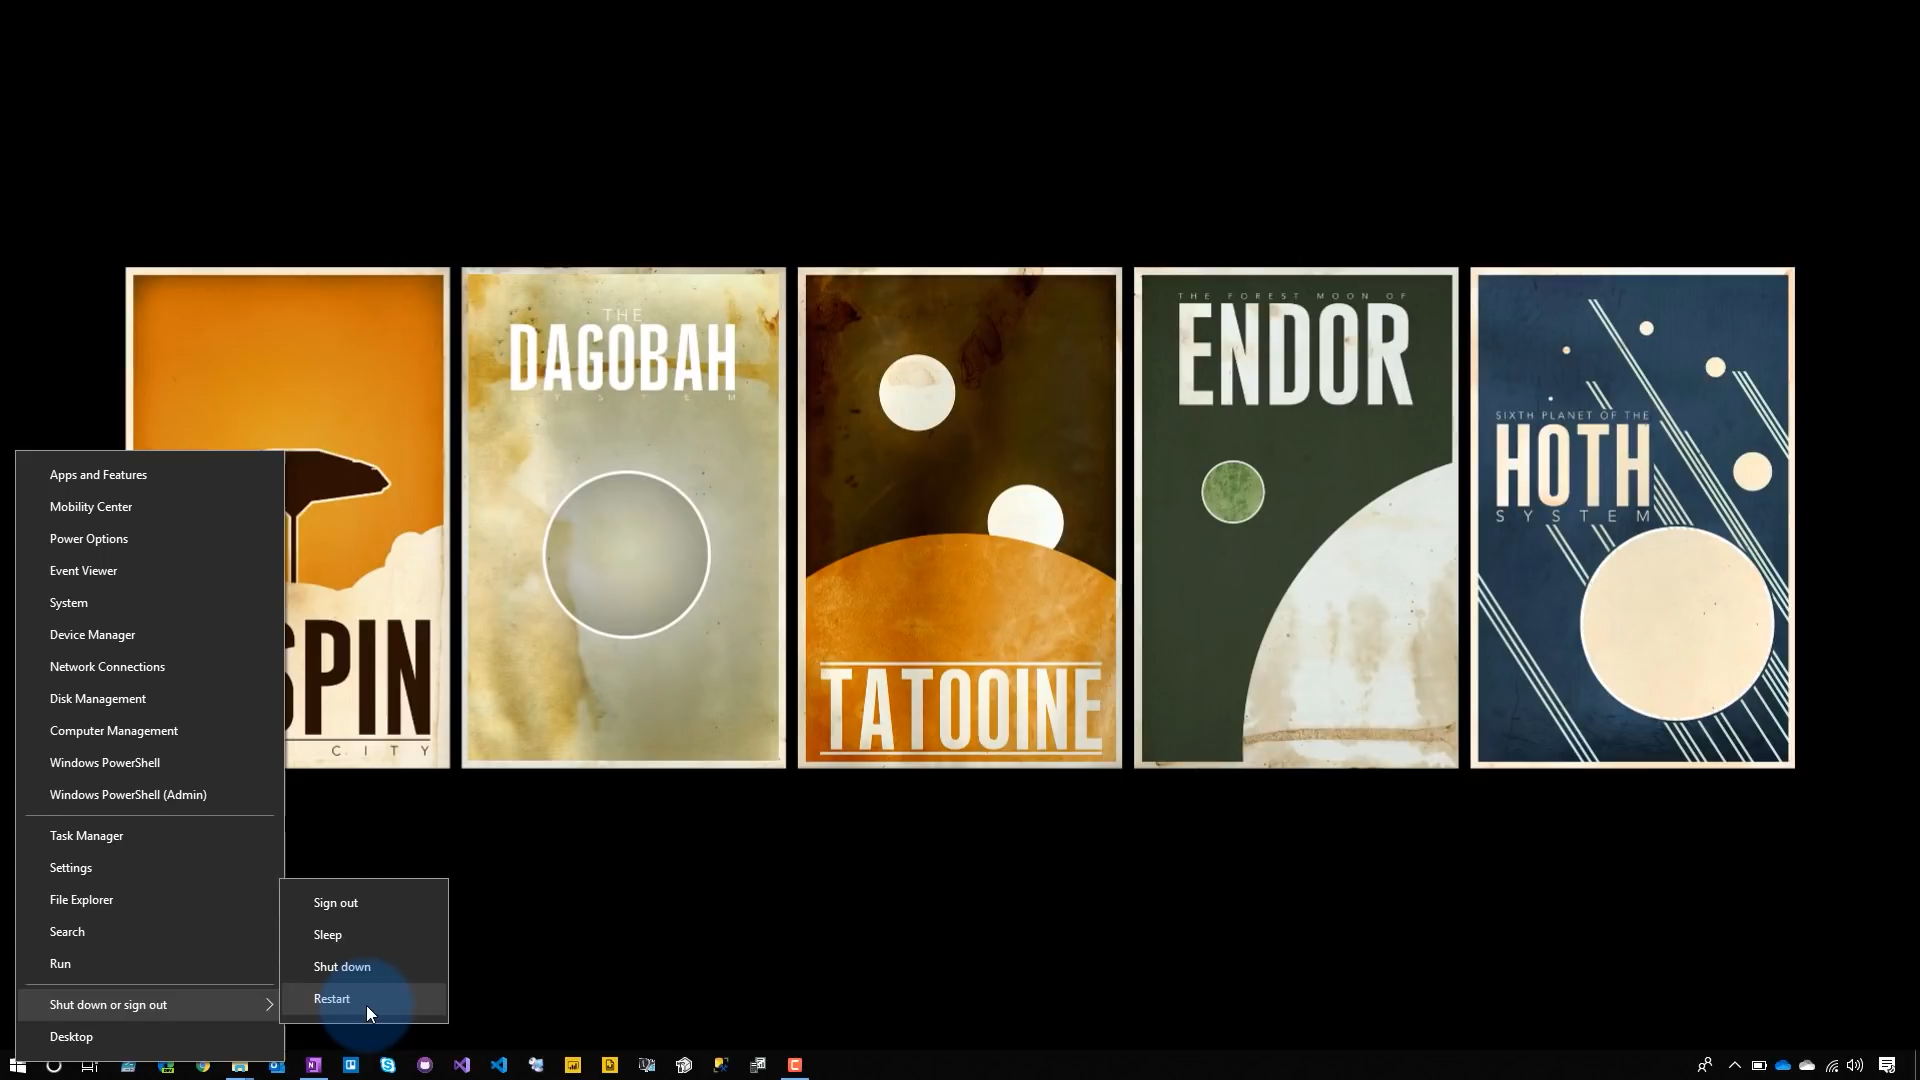 THE
DAGOBAH
S Y S T E M
TATOOINE
THE FOREST MOON OF
ENDOR
SIXTH PLANET OF THE
HOTH
SYSTEM
SPIN
CITY
Apps and Features
Mobility Center
Power Options
Event Viewer
System
Device Manager
Network Connections
Disk Management
Computer Management
Windows PowerShell
Windows PowerShell (Admin)
Task Manager
Settings
File Explorer
Search
Run
Shut down or sign out
Desktop
Sign out
Sleep
Shut down
Restart